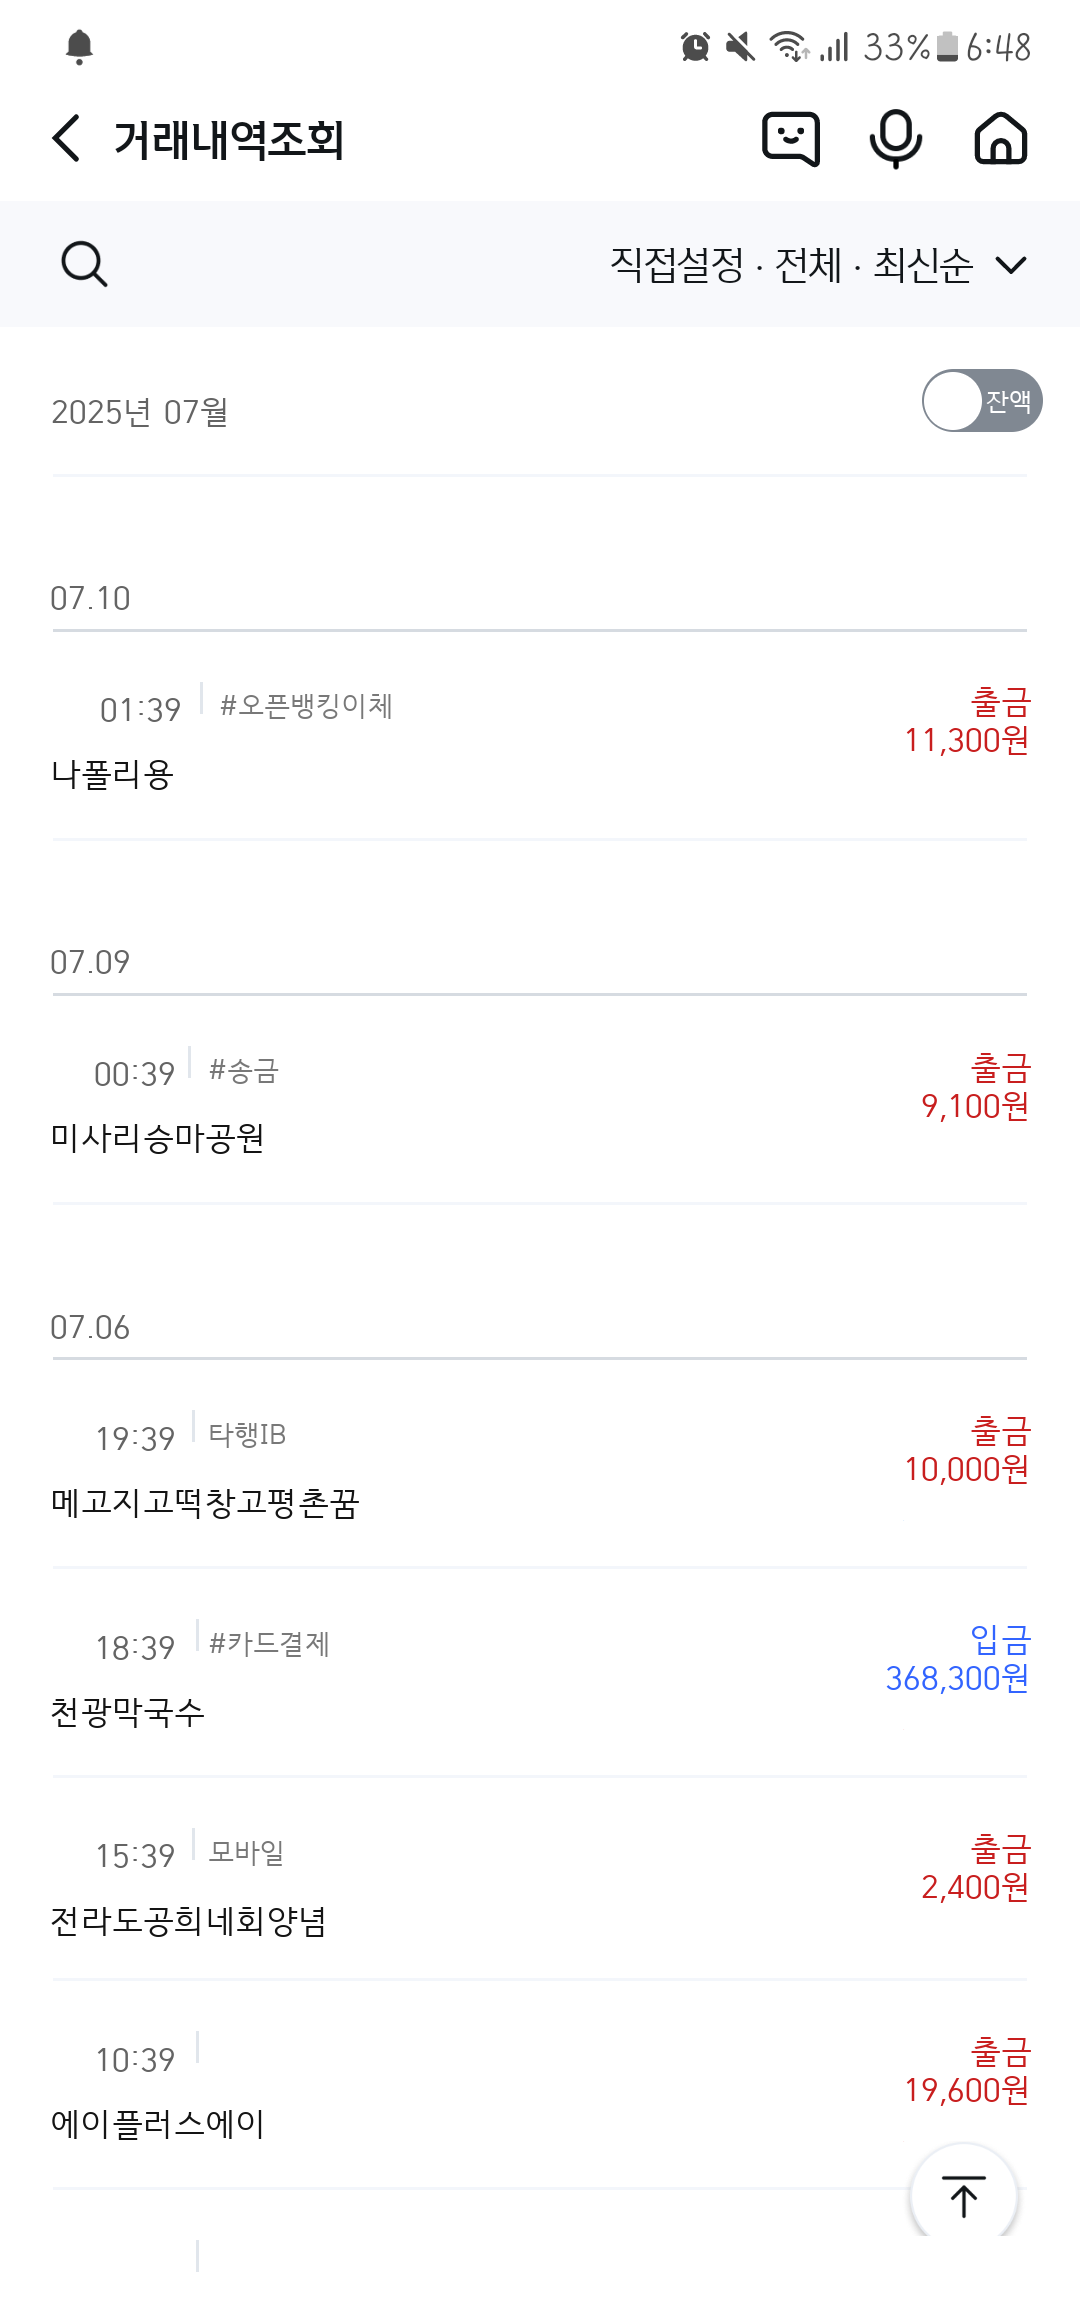 33% 6:48
거래내역조회
직접설정 · 전체 · 최신순
2025년 07월 잔액
07.10
01:39 #오픈뱅킹이체 출금
11,300원
나폴리용
07.09
00:39 #송금 출금
9,100원
미사리승마공원
07.06
19:39 타행IB 출금
10,000원
메고지고떡창고평촌꿈
18:39 #카드결제 입금
368,300원
천광막국수
15:39 모바일 출금
2,400원
전라도공희네회양념
10:39 출금
19,600원
에이플러스에이